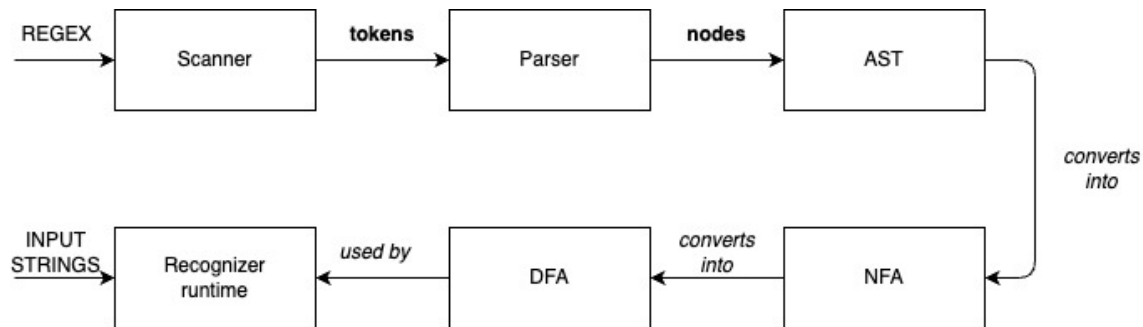 REGEX
Scanner
tokens
Parser
nodes
AST
converts
into
INPUT
STRINGS
Recognizer
runtime
used by
DFA
converts
into
NFA